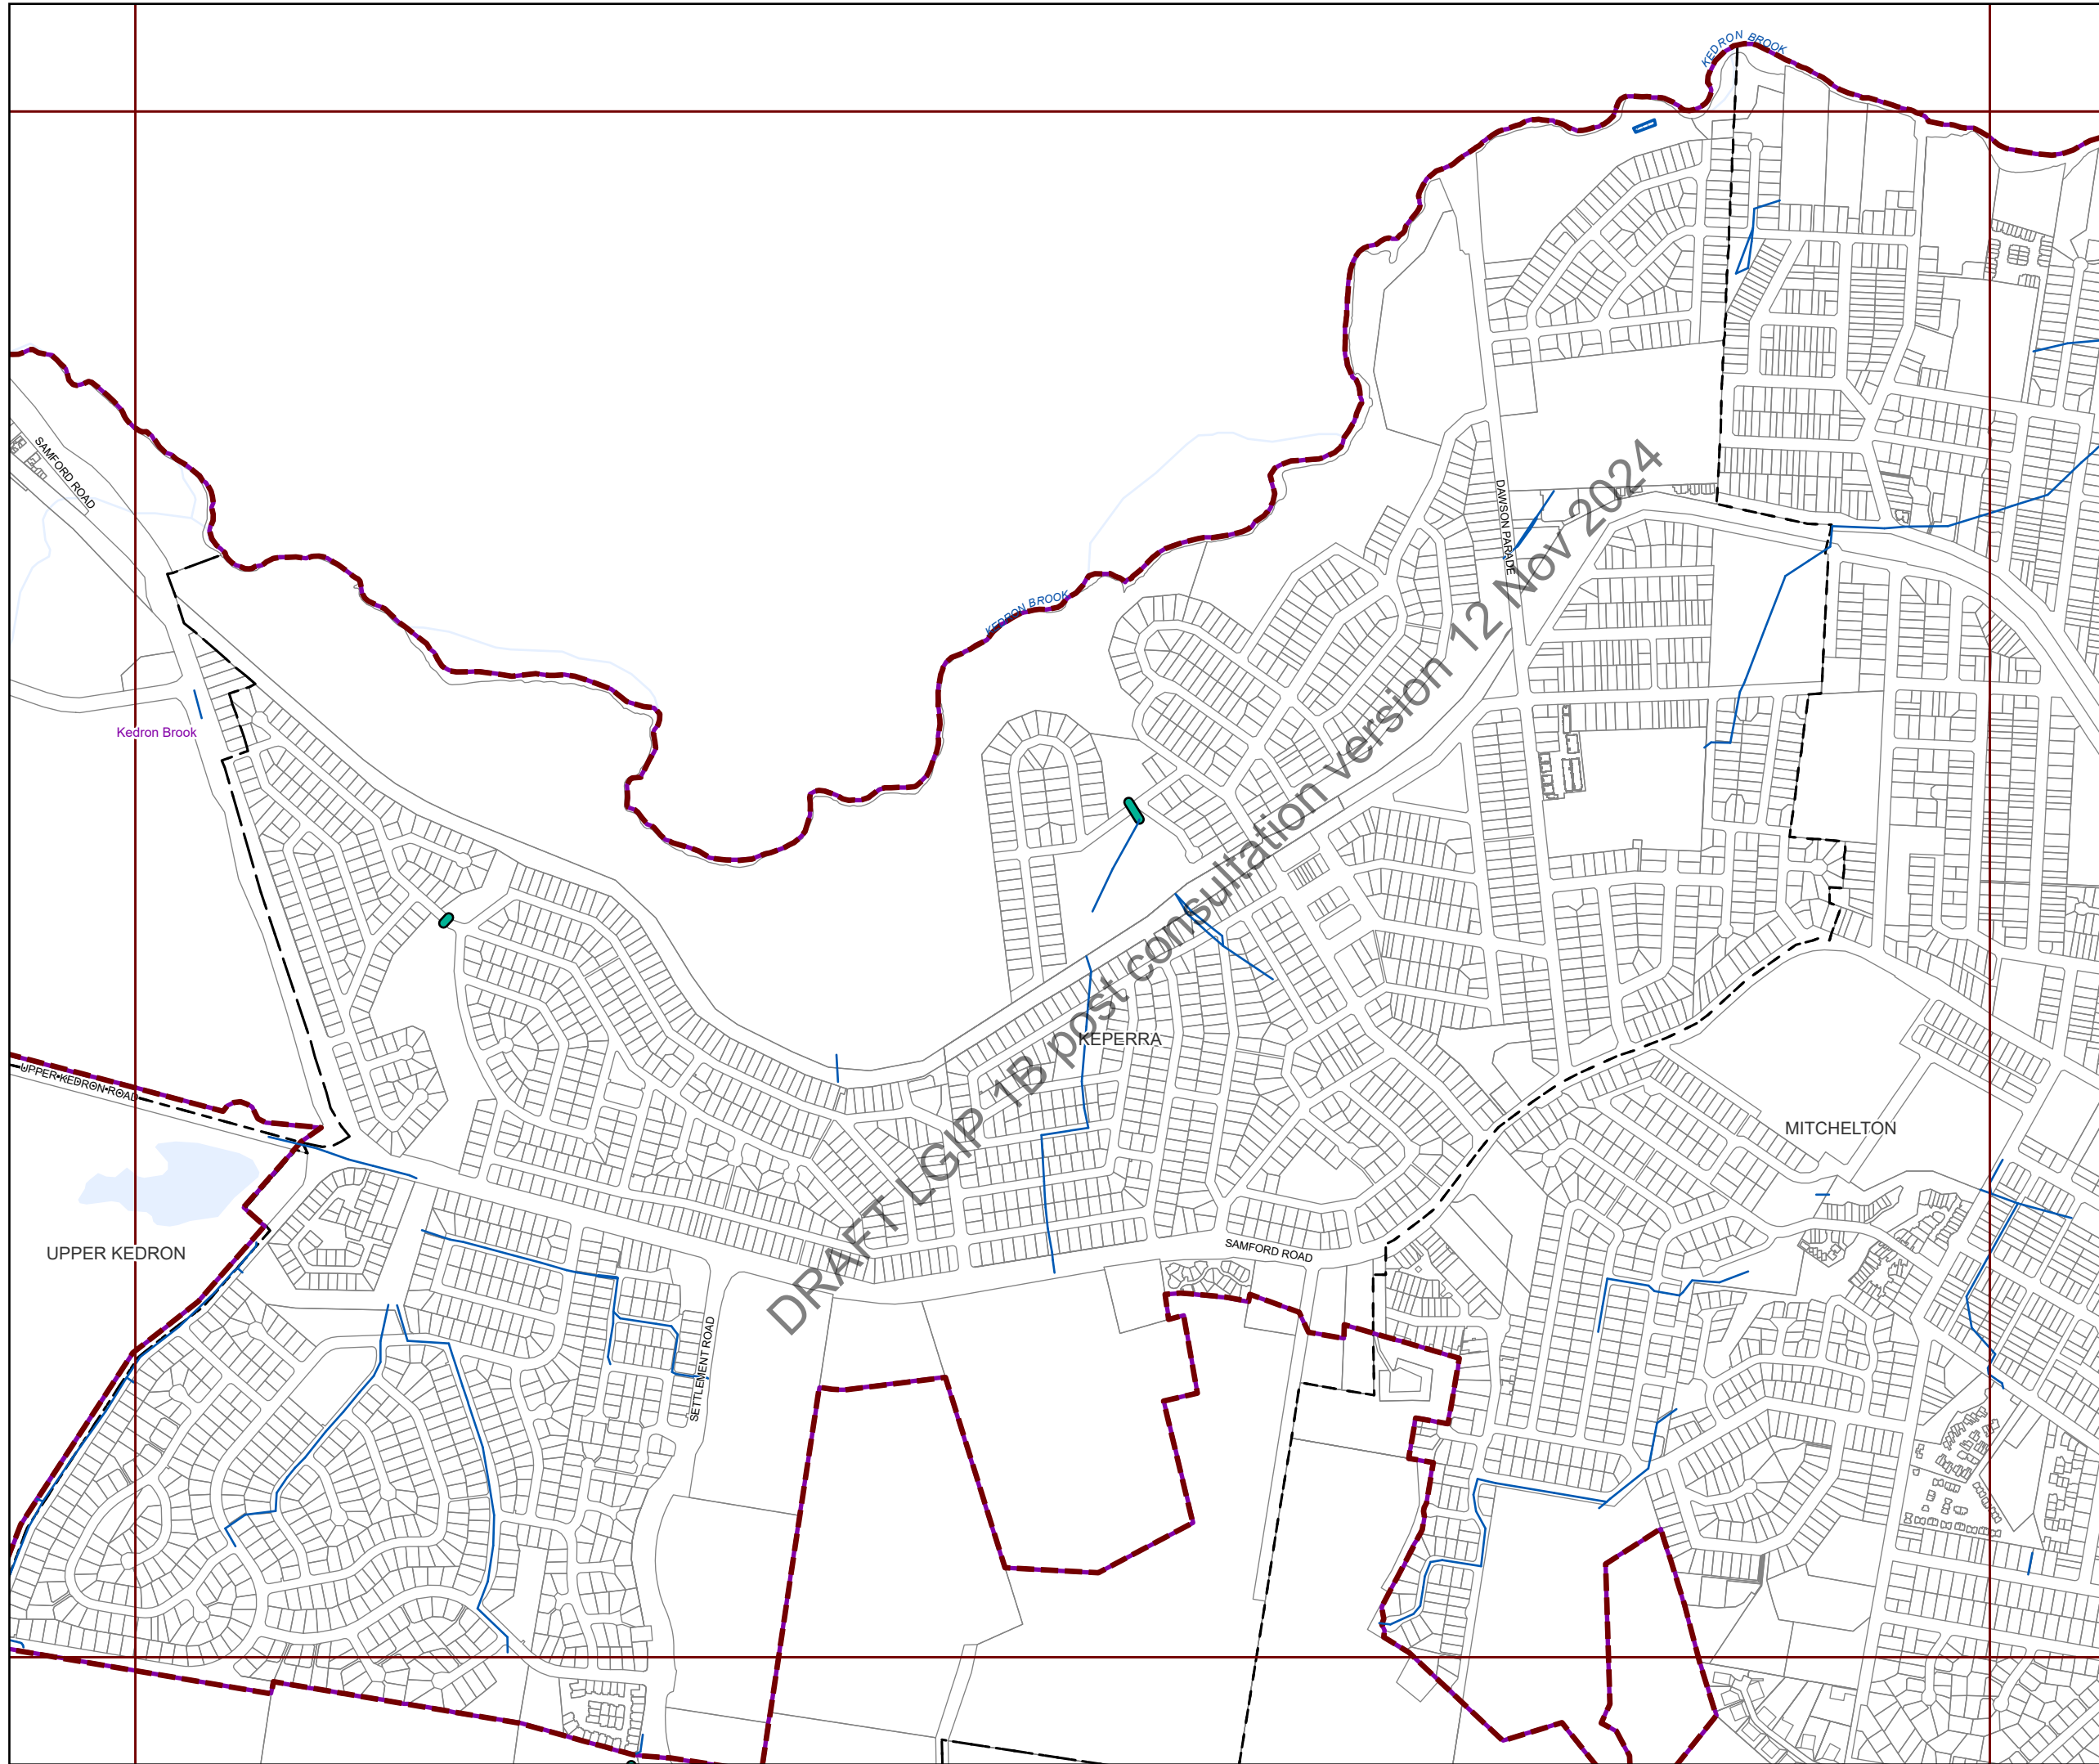 KEDRON BROOK
SAMFORD ROAD
DAWSON PARADE
KEDRON BROOK
Kedron Brook
DRAFT LGIP 1B post consultation version 12 Nov 2024
KEPERRA
UPPER KEDRON ROAD
MITCHELTON
UPPER KEDRON
SAMFORD ROAD
SETTLEMENT ROAD